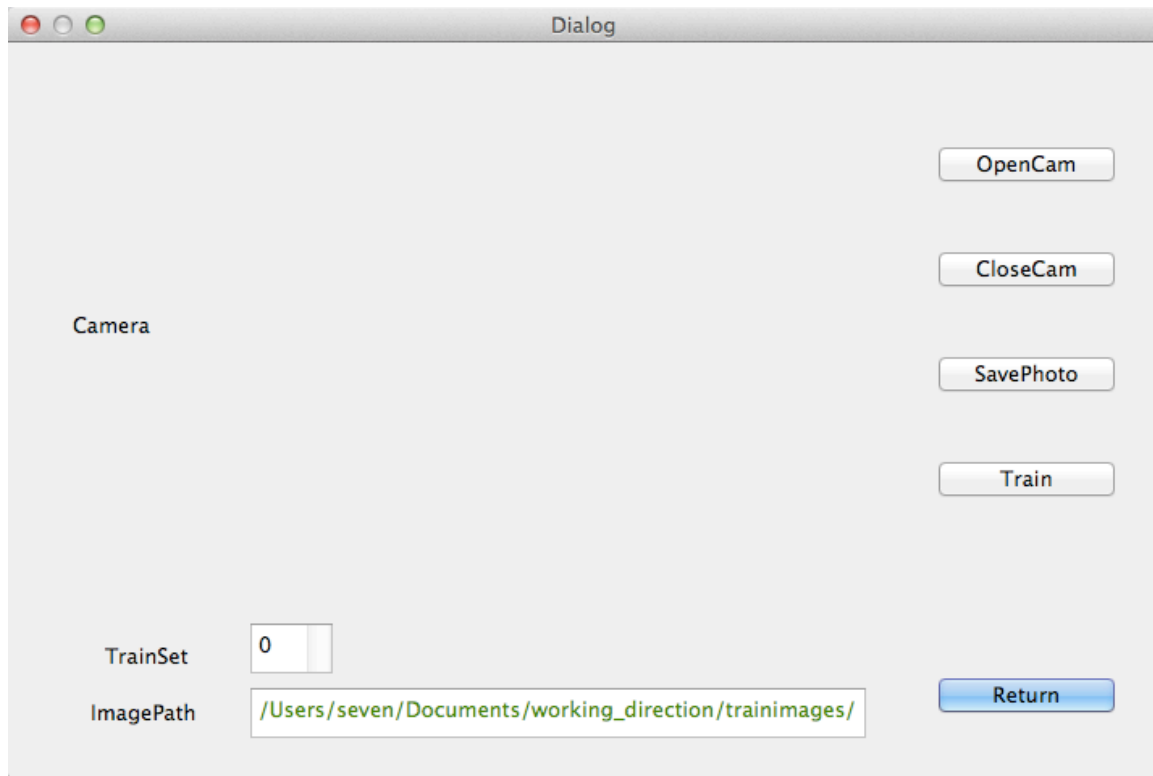 Dialog
OpenCam
CloseCam
Camera
SavePhoto
Train
TrainSet 0
ImagePath /Users/seven/Documents/working_direction/trainimages/
Return